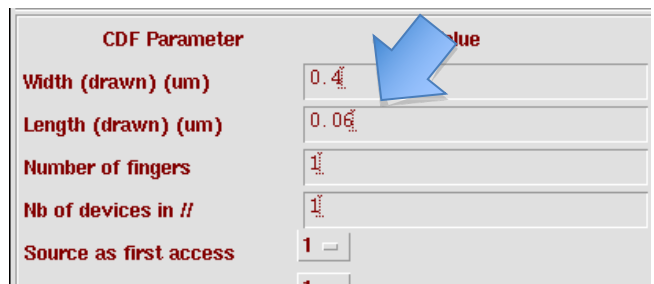 CDF Parameter
Width (drawn) (um) 0.4
Length (drawn) (um) 0.06
Number of fingers 1
Nb of devices in // 1
Source as first access 1